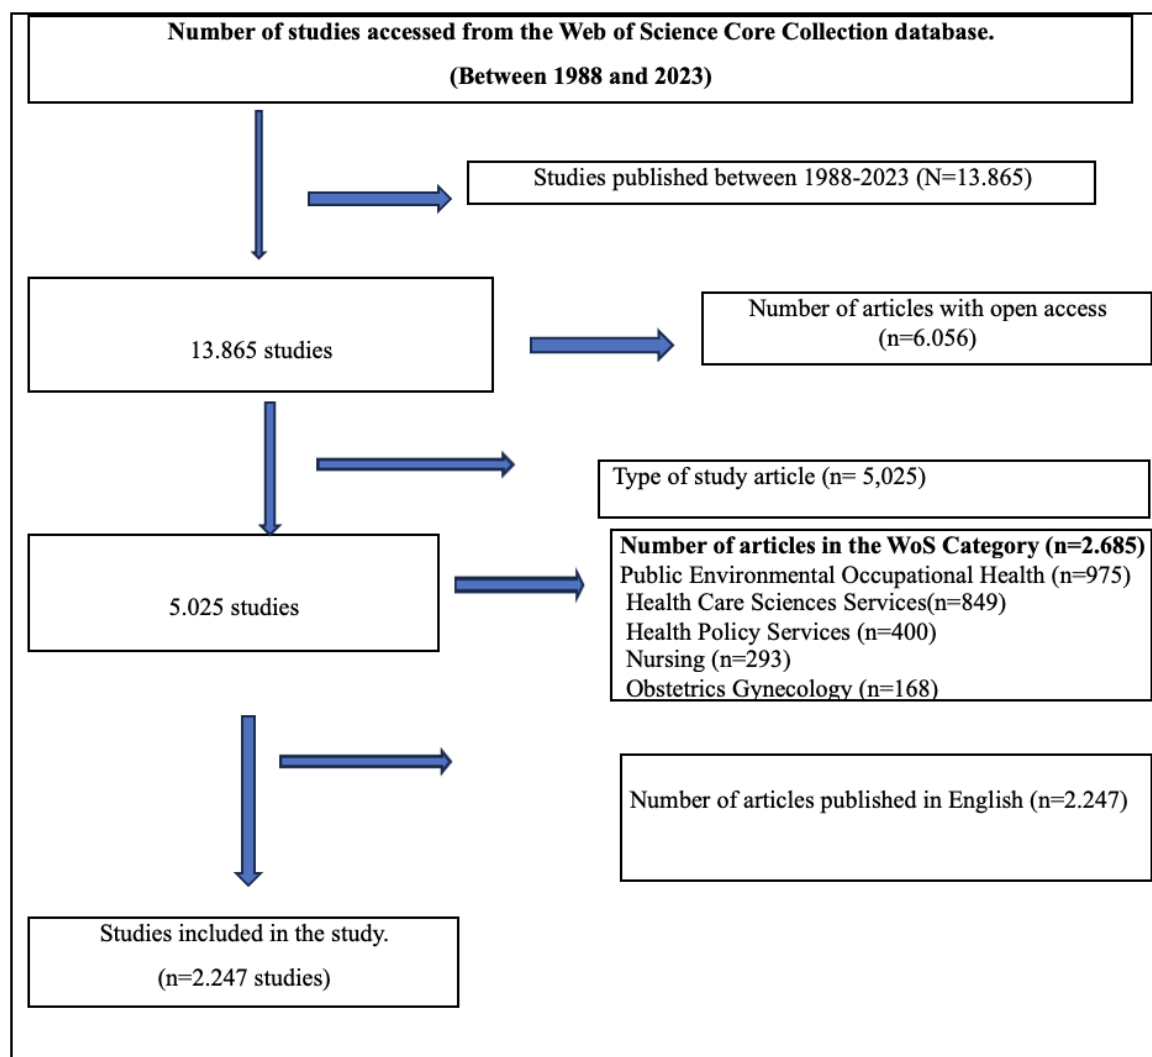 Number of studies accessed from the Web of Science Core Collection database.
(Between 1988 and 2023)
Studies published between 1988-2023 (N=13.865)
13.865 studies
Number of articles with open access
(n=6.056)
Type of study article (n= 5,025)
5.025 studies
Number of articles in the WoS Category (n=2.685)
Public Environmental Occupational Health (n=975)
Health Care Sciences Services(n=849)
Health Policy Services (n=400)
Nursing (n=293)
Obstetrics Gynecology (n=168)
Number of articles published in English (n=2.247)
Studies included in the study.
(n=2.247 studies)